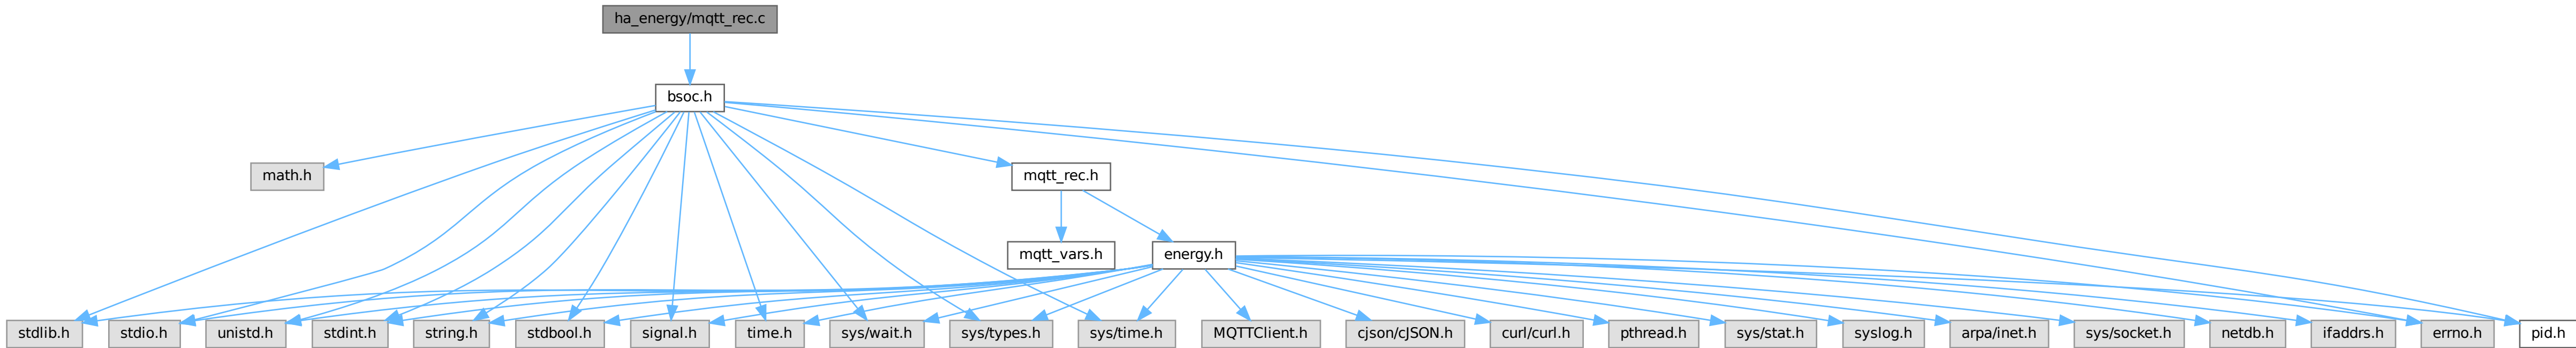 ha_energy/mqtt_rec.c
bsoc.h
math.h
mqtt_rec.h
mqtt_vars.h
energy.h
stdlib.h
stdio.h
unistd.h
stdint.h
string.h
stdbool.h
signal.h
time.h
sys/wait.h
sys/types.h
sys/time.h
MQTTClient.h
cjson/cJSON.h
curl/curl.h
pthread.h
sys/stat.h
syslog.h
arpa/inet.h
sys/socket.h
netdb.h
ifaddrs.h
errno.h
pid.h